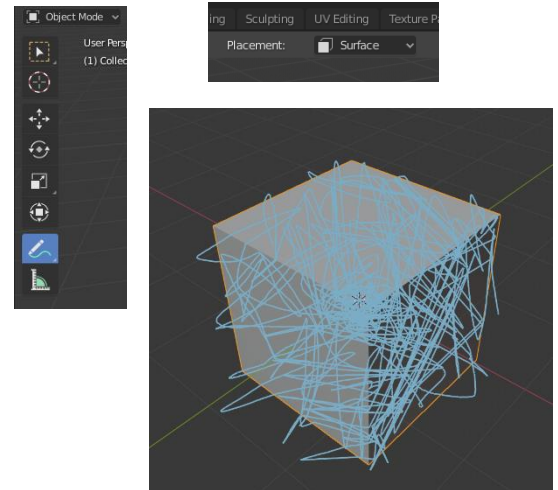 Object Mode
User Persp
(1) Collec
ing Sculpting UV Editing Texture Pa
Placement: Surface